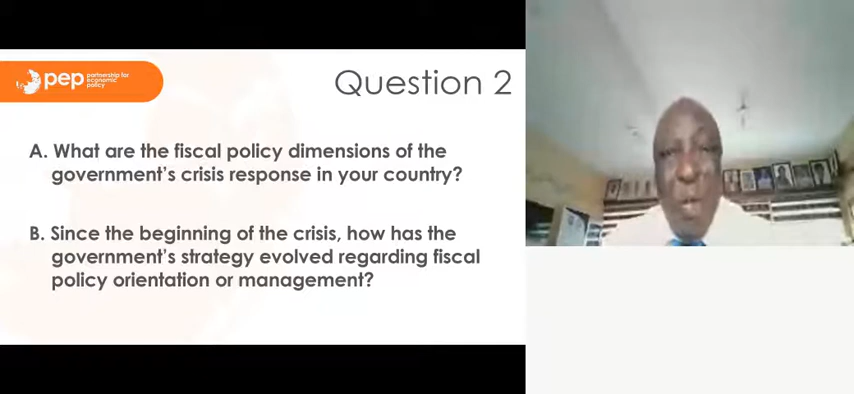 pep partnership for
economic
policy
Question 2
A. What are the fiscal policy dimensions of the
government's crisis response in your country?
B. Since the beginning of the crisis, how has the
government's strategy evolved regarding fiscal
policy orientation or management?